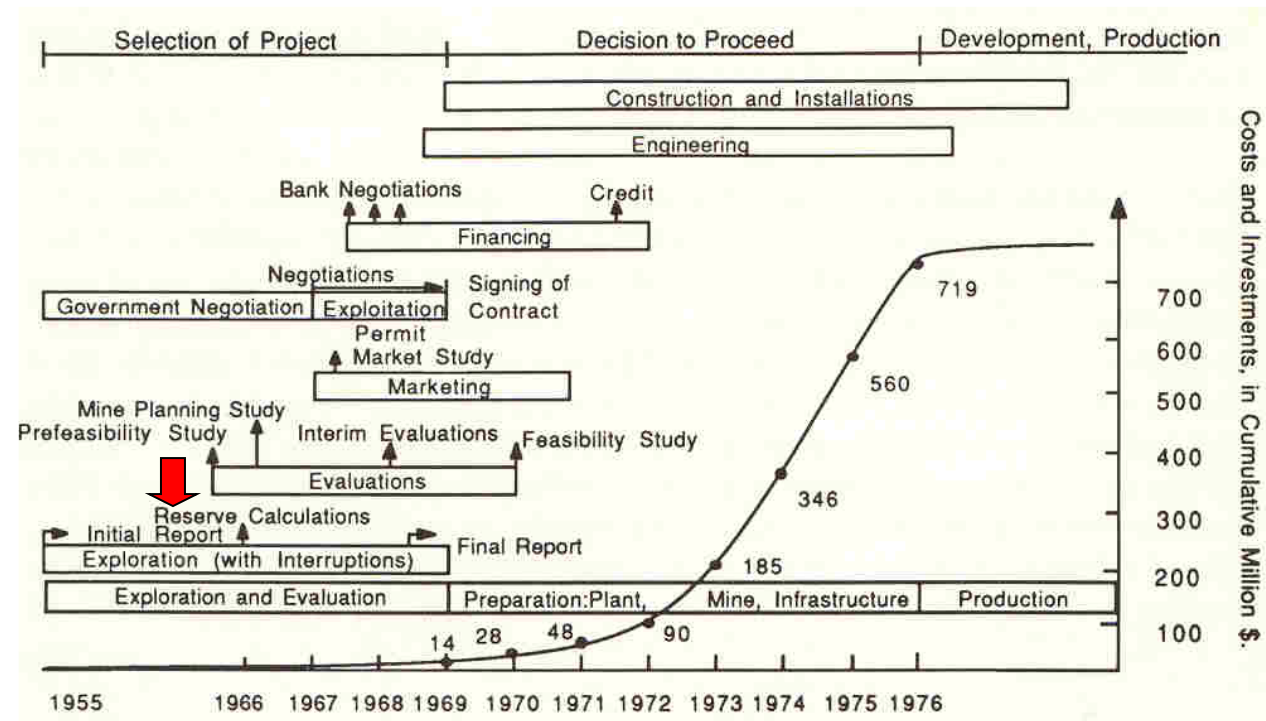 Selection of Project
Decision to Proceed
Development, Production
Construction and Installations
Engineering
Bank Negotiations
Credit
Financing
Negotiations
Signing of
Contract
Government Negotiation
Exploitation
Permit
Market Study
Marketing
Mine Planning Study
Prefeasibility Study
Interim Evaluations
Feasibility Study
Evaluations
Reserve Calculations
Initial Report
Final Report
Exploration (with Interruptions)
Exploration and Evaluation
Preparation:Plant,
Mine, Infrastructure
Production
14
28
48
90
185
346
560
719
700
600
500
400
300
200
100
Costs and Investments, in Cumulative Million $.
1955 1966 1967 1968 1969 1970 1971 1972 1973 1974 1975 1976